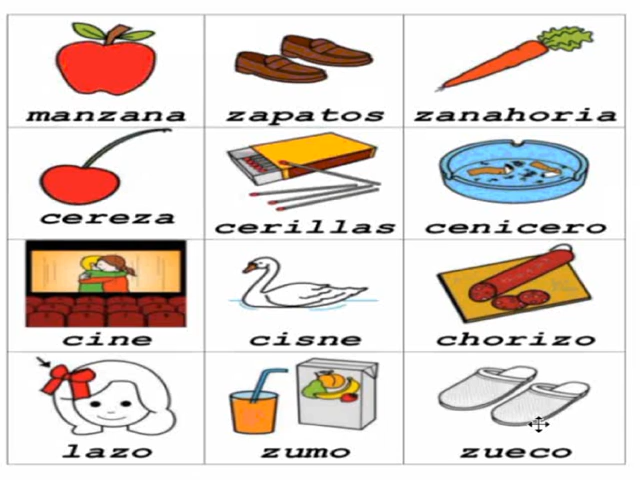 manzana
zapatos
zanahoria
cereza
cerillas
cenicero
cine
cisne
chorizo
lazo
zumo
zueco